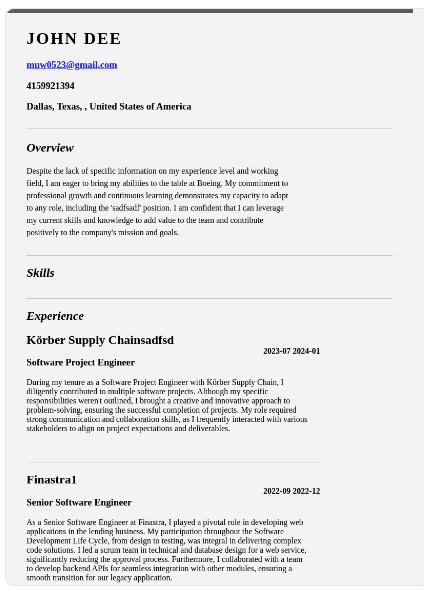 JOHN DEE
muw0523@gmail.com
4159921394
Dallas, Texas, , United States of America
Overview
Despite the lack of specific information on my experience level and working
field, I am eager to bring my abilities to the table at Boeing. My commitment to
professional growth and continuous learning demonstrates my capacity to adapt
to any role, including the 'sadfsadf' position. I am confident that I can leverage
my current skills and knowledge to add value to the team and contribute
positively to the company's mission and goals.
Skills
Experience
Körber Supply Chainsadfsd
2023-07 2024-01
Software Project Engineer
During my tenure as a Software Project Engineer with Körber Supply Chain, I
diligently contributed to multiple software projects. Although my specific
responsibilities weren't outlined, I brought a creative and innovative approach to
problem-solving, ensuring the successful completion of projects. My role required
strong communication and collaboration skills, as I frequently interacted with various
stakeholders to align on project expectations and deliverables.
Finastra1
2022-09 2022-12
Senior Software Engineer
As a Senior Software Engineer at Finastra, I played a pivotal role in developing web
applications in the lending business. My participation throughout the Software
Development Life Cycle, from design to testing, was integral in delivering complex
code solutions. I led a scrum team in technical and database design for a web service,
significantly reducing the approval process. Furthermore, I collaborated with a team
to develop backend APIs for seamless integration with other modules, ensuring a
smooth transition for our legacy application.